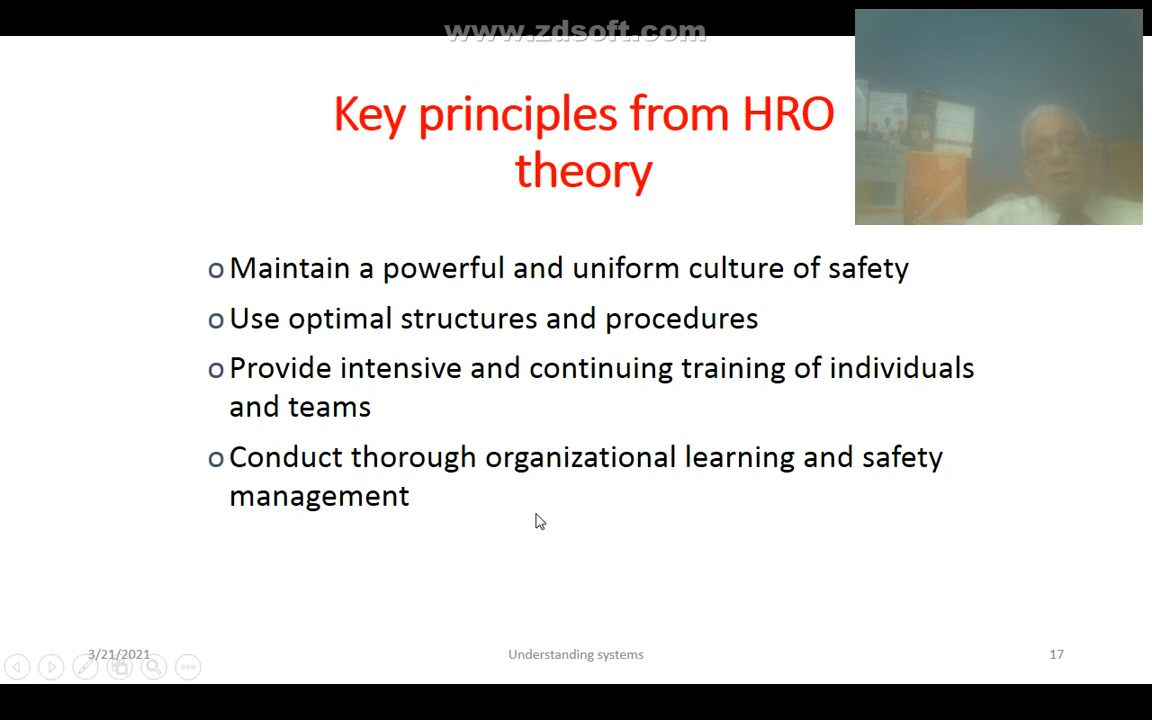 www.zdsoft.com
Key principles from HRO
theory
o Maintain a powerful and uniform culture of safety
o Use optimal structures and procedures
o Provide intensive and continuing training of individuals
and teams
o Conduct thorough organizational learning and safety
management
3/21/2021
Understanding systems
17